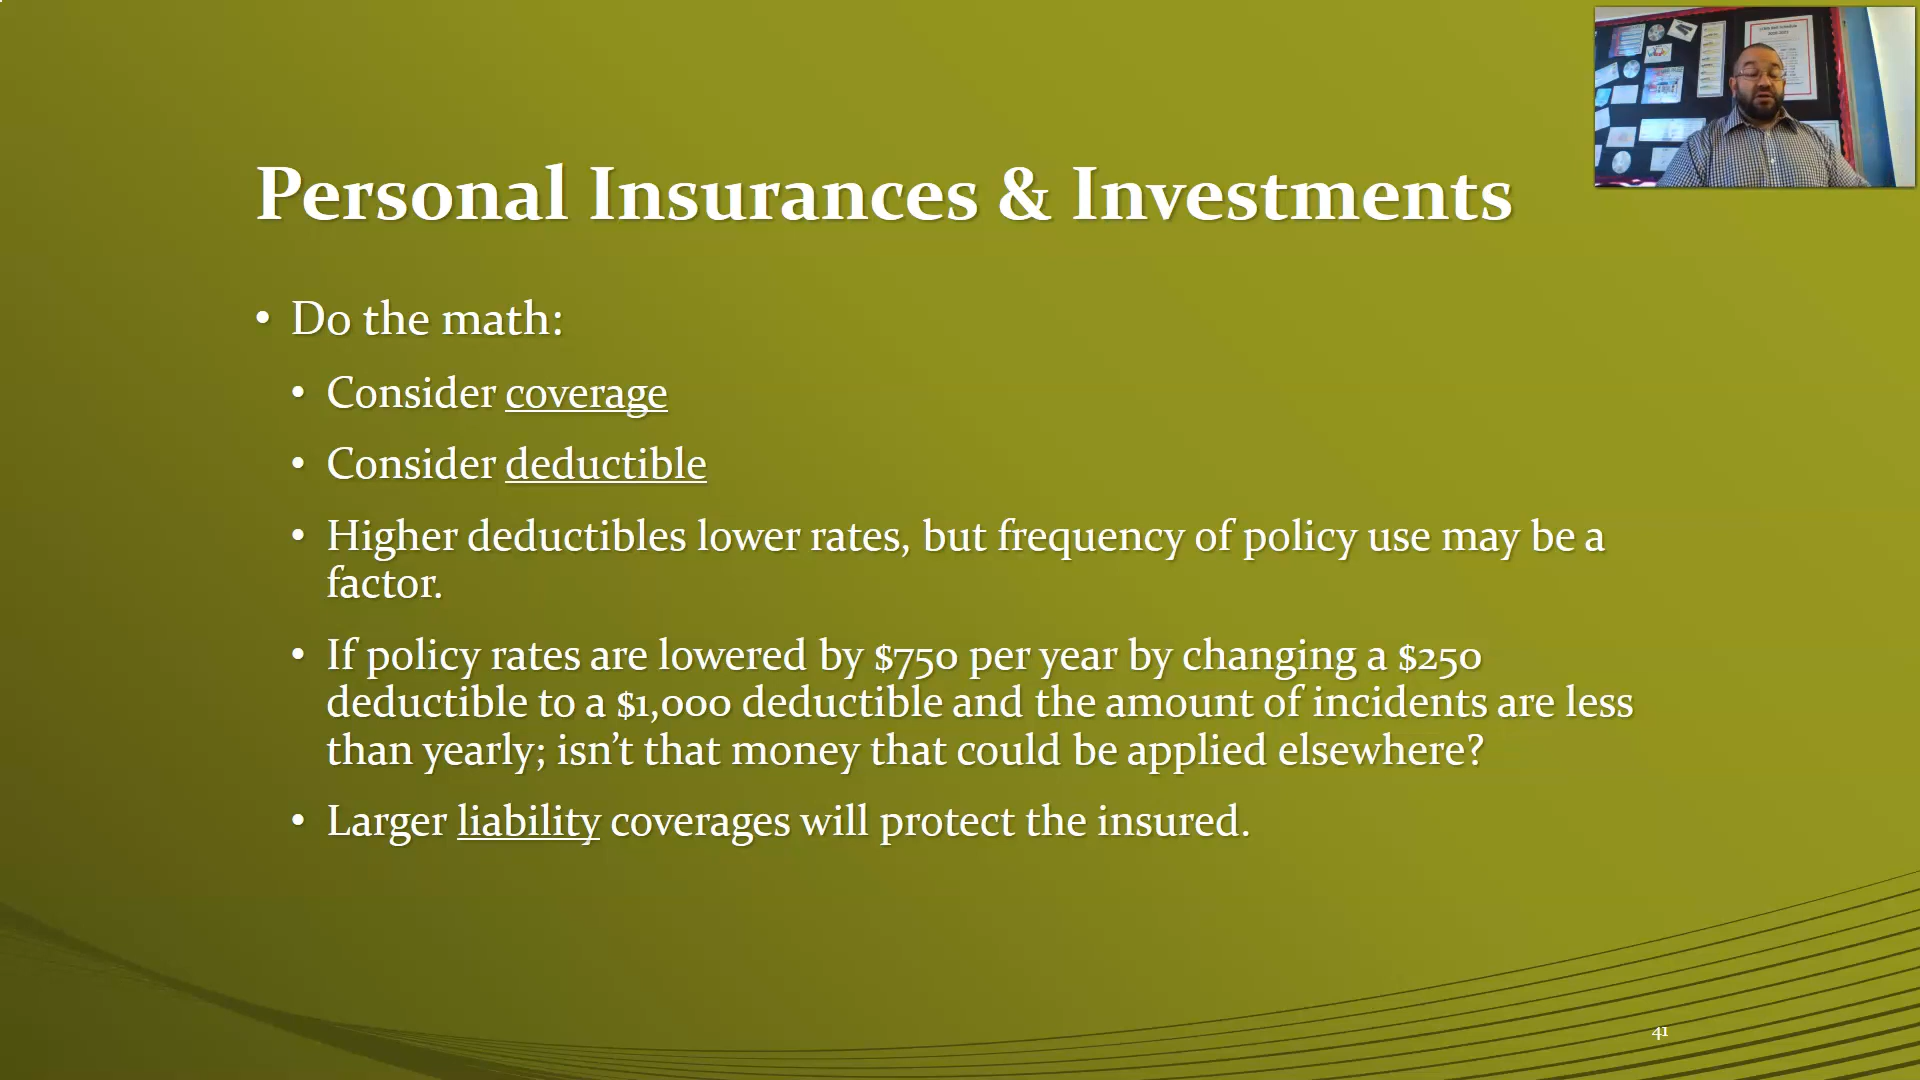 Personal Insurances & Investments
• Do the math:
• Consider coverage
• Consider deductible
• Higher deductibles lower rates, but frequency of policy use may be a
factor.
• If policy rates are lowered by $750 per year by changing a $250
deductible to a $1,000 deductible and the amount of incidents are less
than yearly; isn’t that money that could be applied elsewhere?
• Larger liability coverages will protect the insured.
41